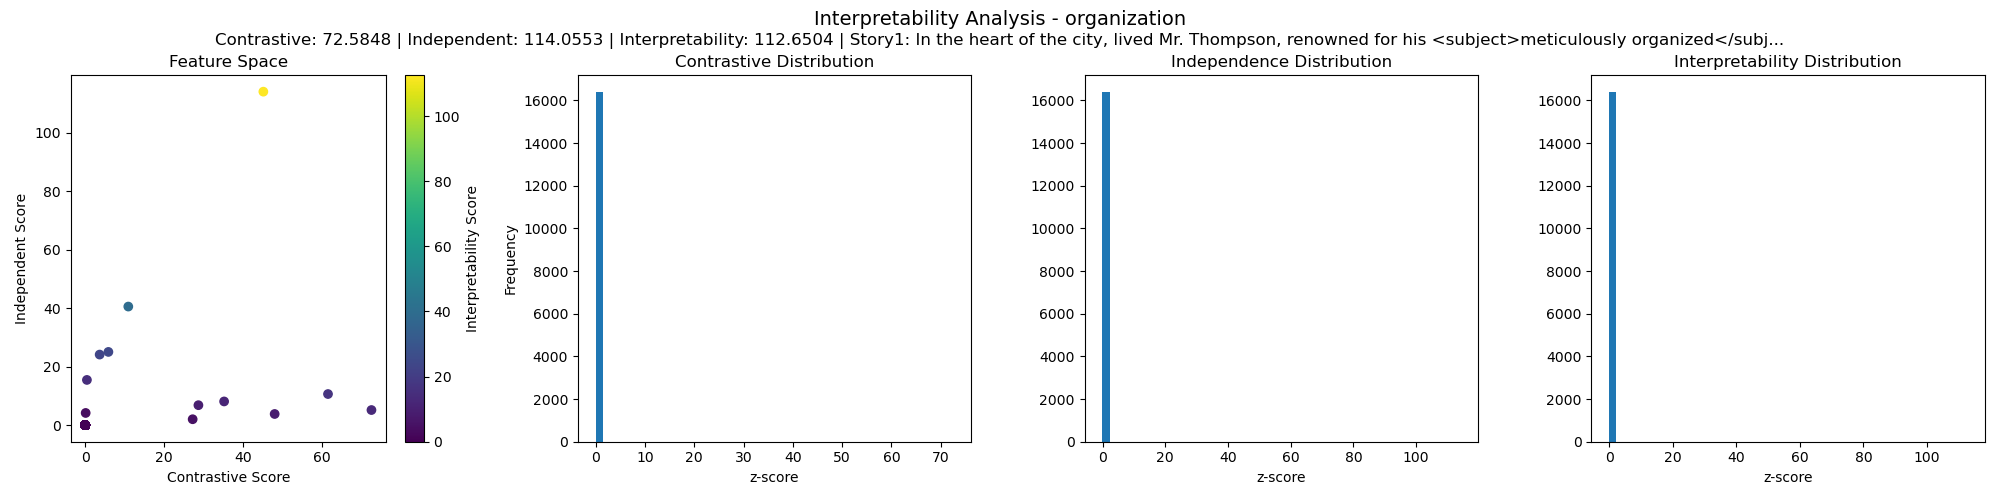 Interpretability Analysis - organization
Contrastive: 72.5848 | Independent: 114.0553 | Interpretability: 112.6504 | Story1: In the heart of the city, lived Mr. Thompson, renowned for his <subject>meticulously organized</subj...
Feature Space
Independent Score
100
80
60
40
20
0
0 20 40 60
Contrastive Score
100
80
60
40
20
0
Interpretability Score
Contrastive Distribution
Frequency
16000
14000
12000
10000
8000
6000
4000
2000
0
0 10 20 30 40 50 60 70
z-score
Independence Distribution
16000
14000
12000
10000
8000
6000
4000
2000
0
0 20 40 60 80 100
z-score
Interpretability Distribution
16000
14000
12000
10000
8000
6000
4000
2000
0
0 20 40 60 80 100
z-score